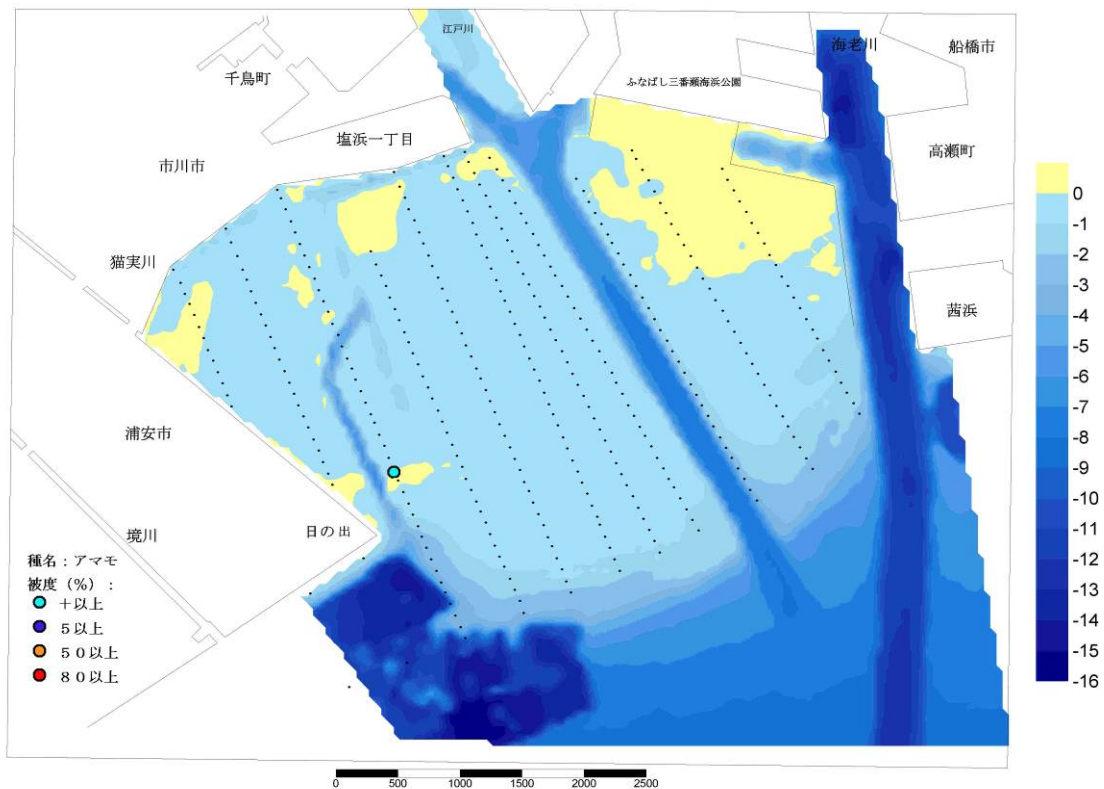 江戸川
海老川
船橋市
千鳥町
ふなばし三番瀬海浜公園
塩浜一丁目
高瀬町
市川市
猫実川
茜浜
浦安市
境川
日の出
種名：アマモ
被度（%）：
＋以上
５以上
５０以上
８０以上
0
-1
-2
-3
-4
-5
-6
-7
-8
-9
-10
-11
-12
-13
-14
-15
-16
0 500 1000 1500 2000 2500